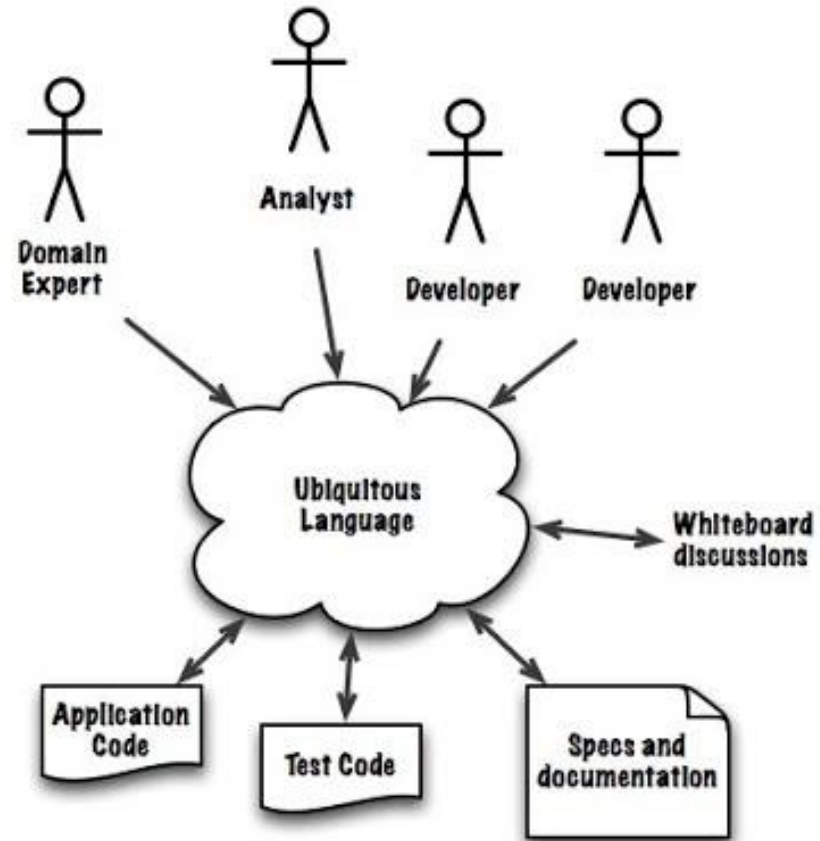 Analyst
Domain
Expert
Developer
Developer
Ubiquitous
Language
Whiteboard
discussions
Application
Code
Test Code
Specs and
documentation